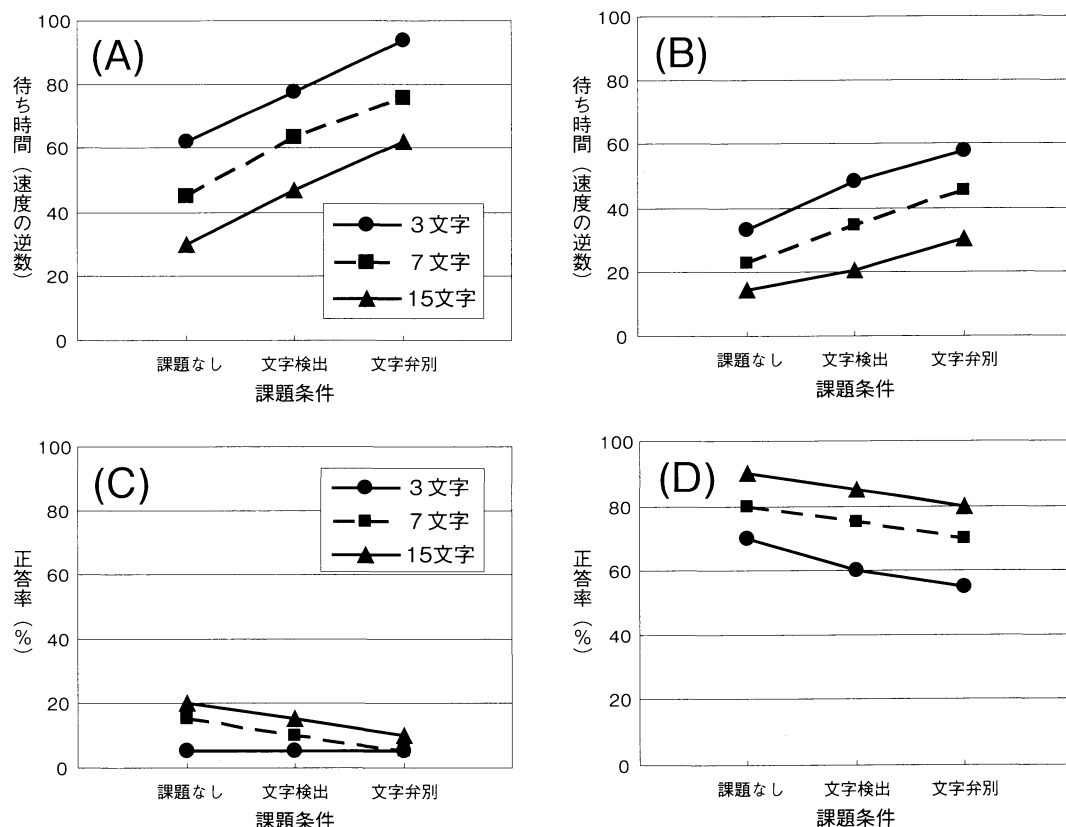 (A)
待ち時間（速度の逆数）
100
80
60
40
20
0
3文字
7文字
15文字
課題なし
文字検出
文字弁別
課題条件
(B)
待ち時間（速度の逆数）
100
80
60
40
20
0
課題なし
文字検出
文字弁別
課題条件
(C)
正答率（%）
100
80
60
40
20
0
3文字
7文字
15文字
課題なし
文字検出
文字弁別
課題条件
(D)
正答率（%）
100
80
60
40
20
0
課題なし
文字検出
文字弁別
課題条件